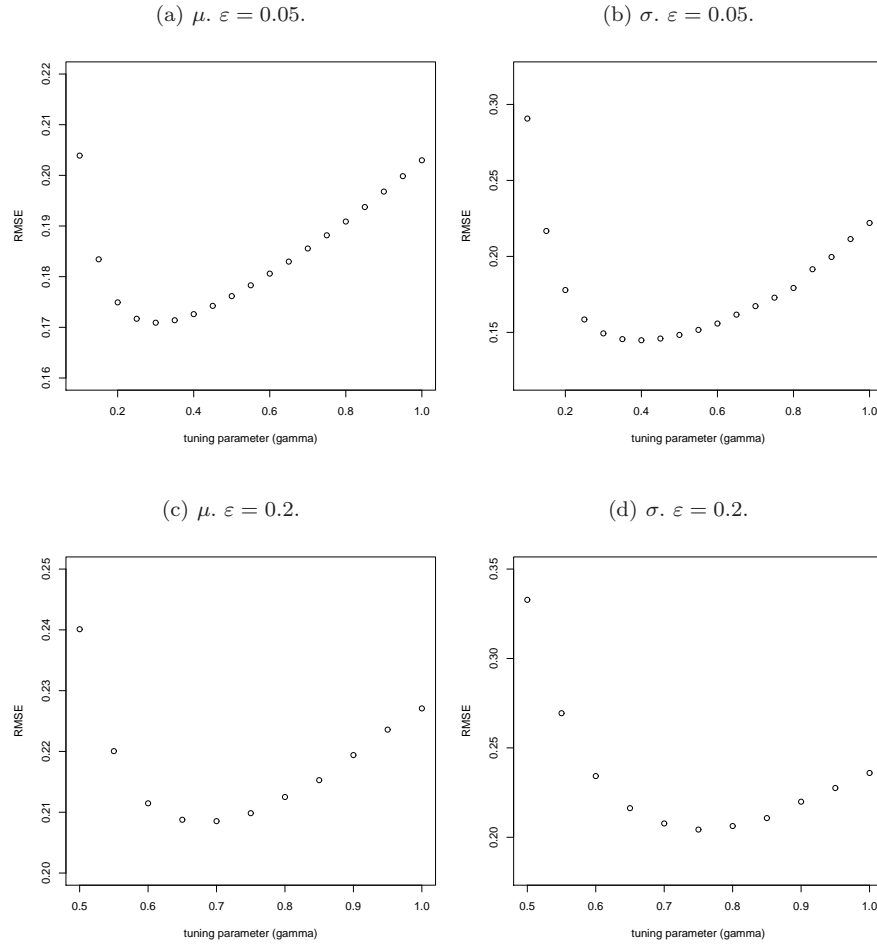 (a) μ. ε = 0.05.
0.22
0.21
0.20
0.19
0.18
0.17
0.16
RMSE
0.2 0.4 0.6 0.8 1.0
tuning parameter (gamma)
(b) σ. ε = 0.05.
0.30
0.25
0.20
0.15
RMSE
0.2 0.4 0.6 0.8 1.0
tuning parameter (gamma)
(c) μ. ε = 0.2.
0.25
0.24
0.23
0.22
0.21
0.20
RMSE
0.5 0.6 0.7 0.8 0.9 1.0
tuning parameter (gamma)
(d) σ. ε = 0.2.
0.35
0.30
0.25
0.20
RMSE
0.5 0.6 0.7 0.8 0.9 1.0
tuning parameter (gamma)